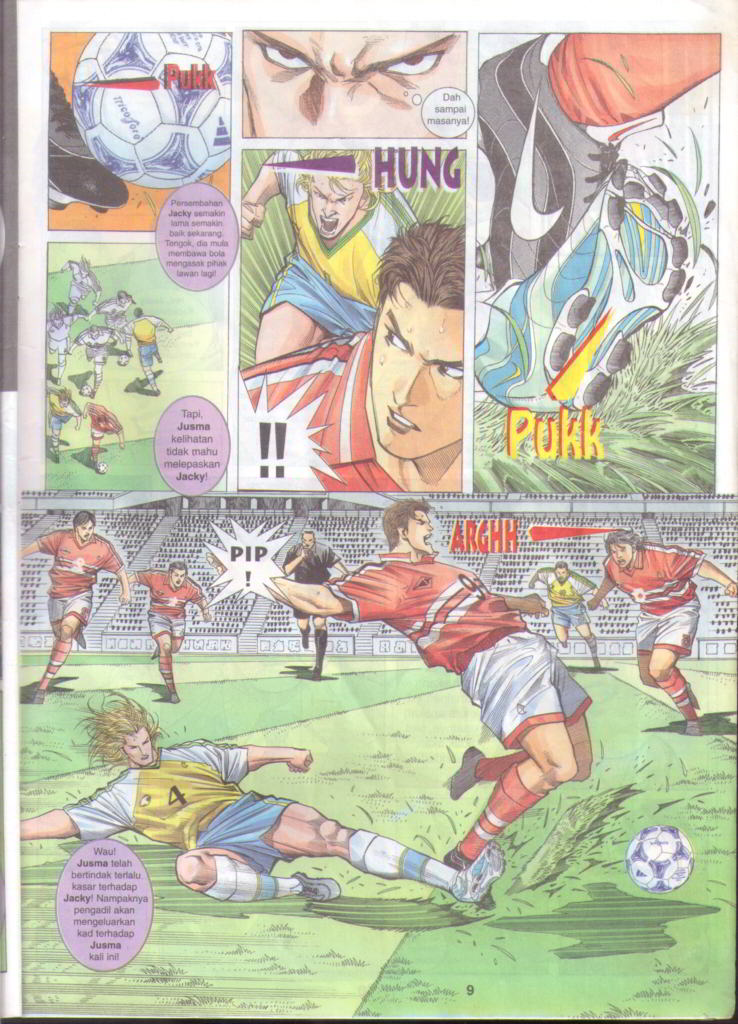 Pukk
Tricolore
Persembahan
Jacky semakin
lama semakin
baik sekarang.
Tengok, dia mula
membawa bola
mengasak pihak
lawan lagi!
Tapi,
Jusma
kelihatan
tidak mahu
melepaskan
Jacky!
Dah
sampai
masanya!
HUNG
!!
Pukk
PIP
!
ARGHH
4
Wau!
Jusma telah
bertindak terlalu
kasar terhadap
Jacky! Nampaknya
pengadil akan
mengeluarkan
kad terhadap
Jusma
kali ini!
9